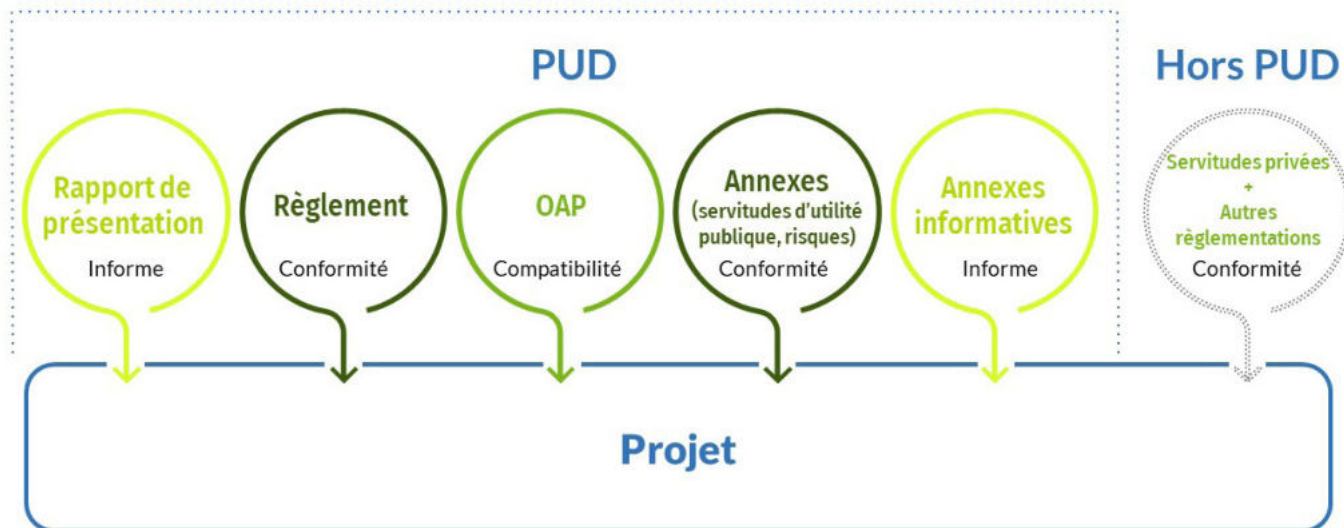 PUD
Hors PUD
Rapport de
présentation
Informe
Règlement
Conformité
OAP
Compatibilité
Annexes
(servitudes d'utilité
publique, risques)
Conformité
Annexes
informatives
Informe
Servitudes privées
+
Autres
règlementations
Conformité
Projet